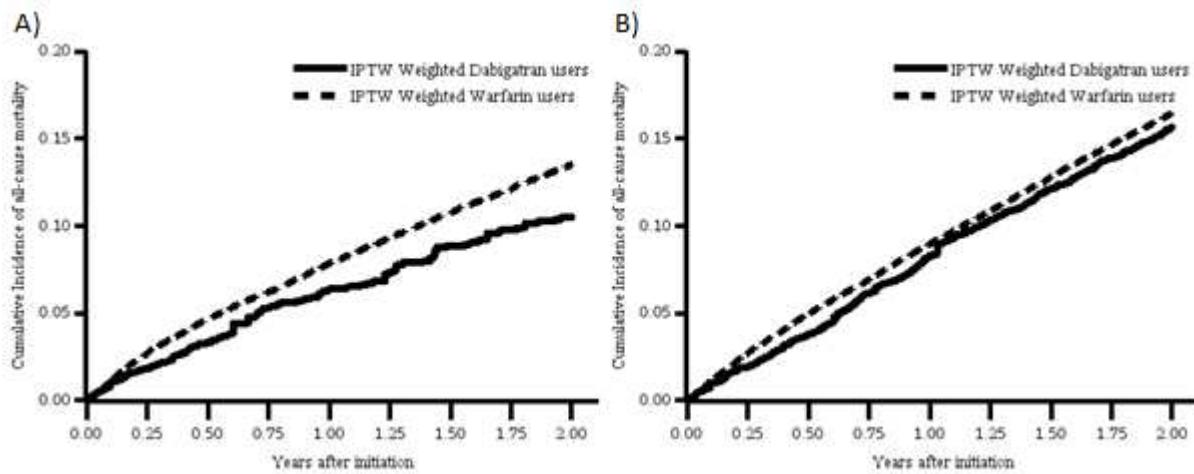 A)
Cumulative Incidence of all-cause mortality
0.20
0.15
0.10
0.05
0.00
IPTW Weighted Dabigatran users
IPTW Weighted Warfarin users
0.00 0.25 0.50 0.75 1.00 1.25 1.50 1.75 2.00
Years after initiation
B)
Cumulative Incidence of all-cause mortality
0.20
0.15
0.10
0.05
0.00
IPTW Weighted Dabigatran users
IPTW Weighted Warfarin users
0.00 0.25 0.50 0.75 1.00 1.25 1.50 1.75 2.00
Years after initiation